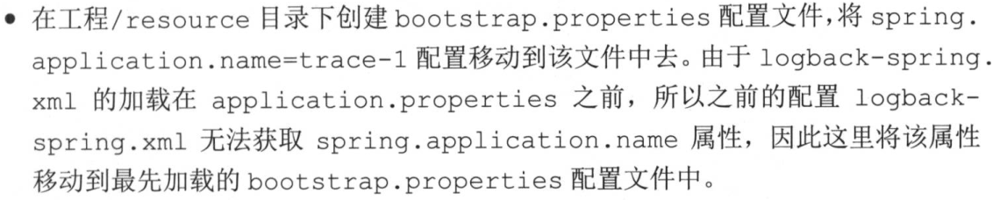 • 在工程/resource 目录下创建 bootstrap.properties 配置文件,将 spring.
application.name=trace-1 配置移动到该文件中去。由于 logback-spring.
xml 的加载在 application.properties 之前，所以之前的配置 logback-
spring.xml 无法获取 spring.application.name 属性，因此这里将该属性
移动到最先加载的 bootstrap.properties 配置文件中。